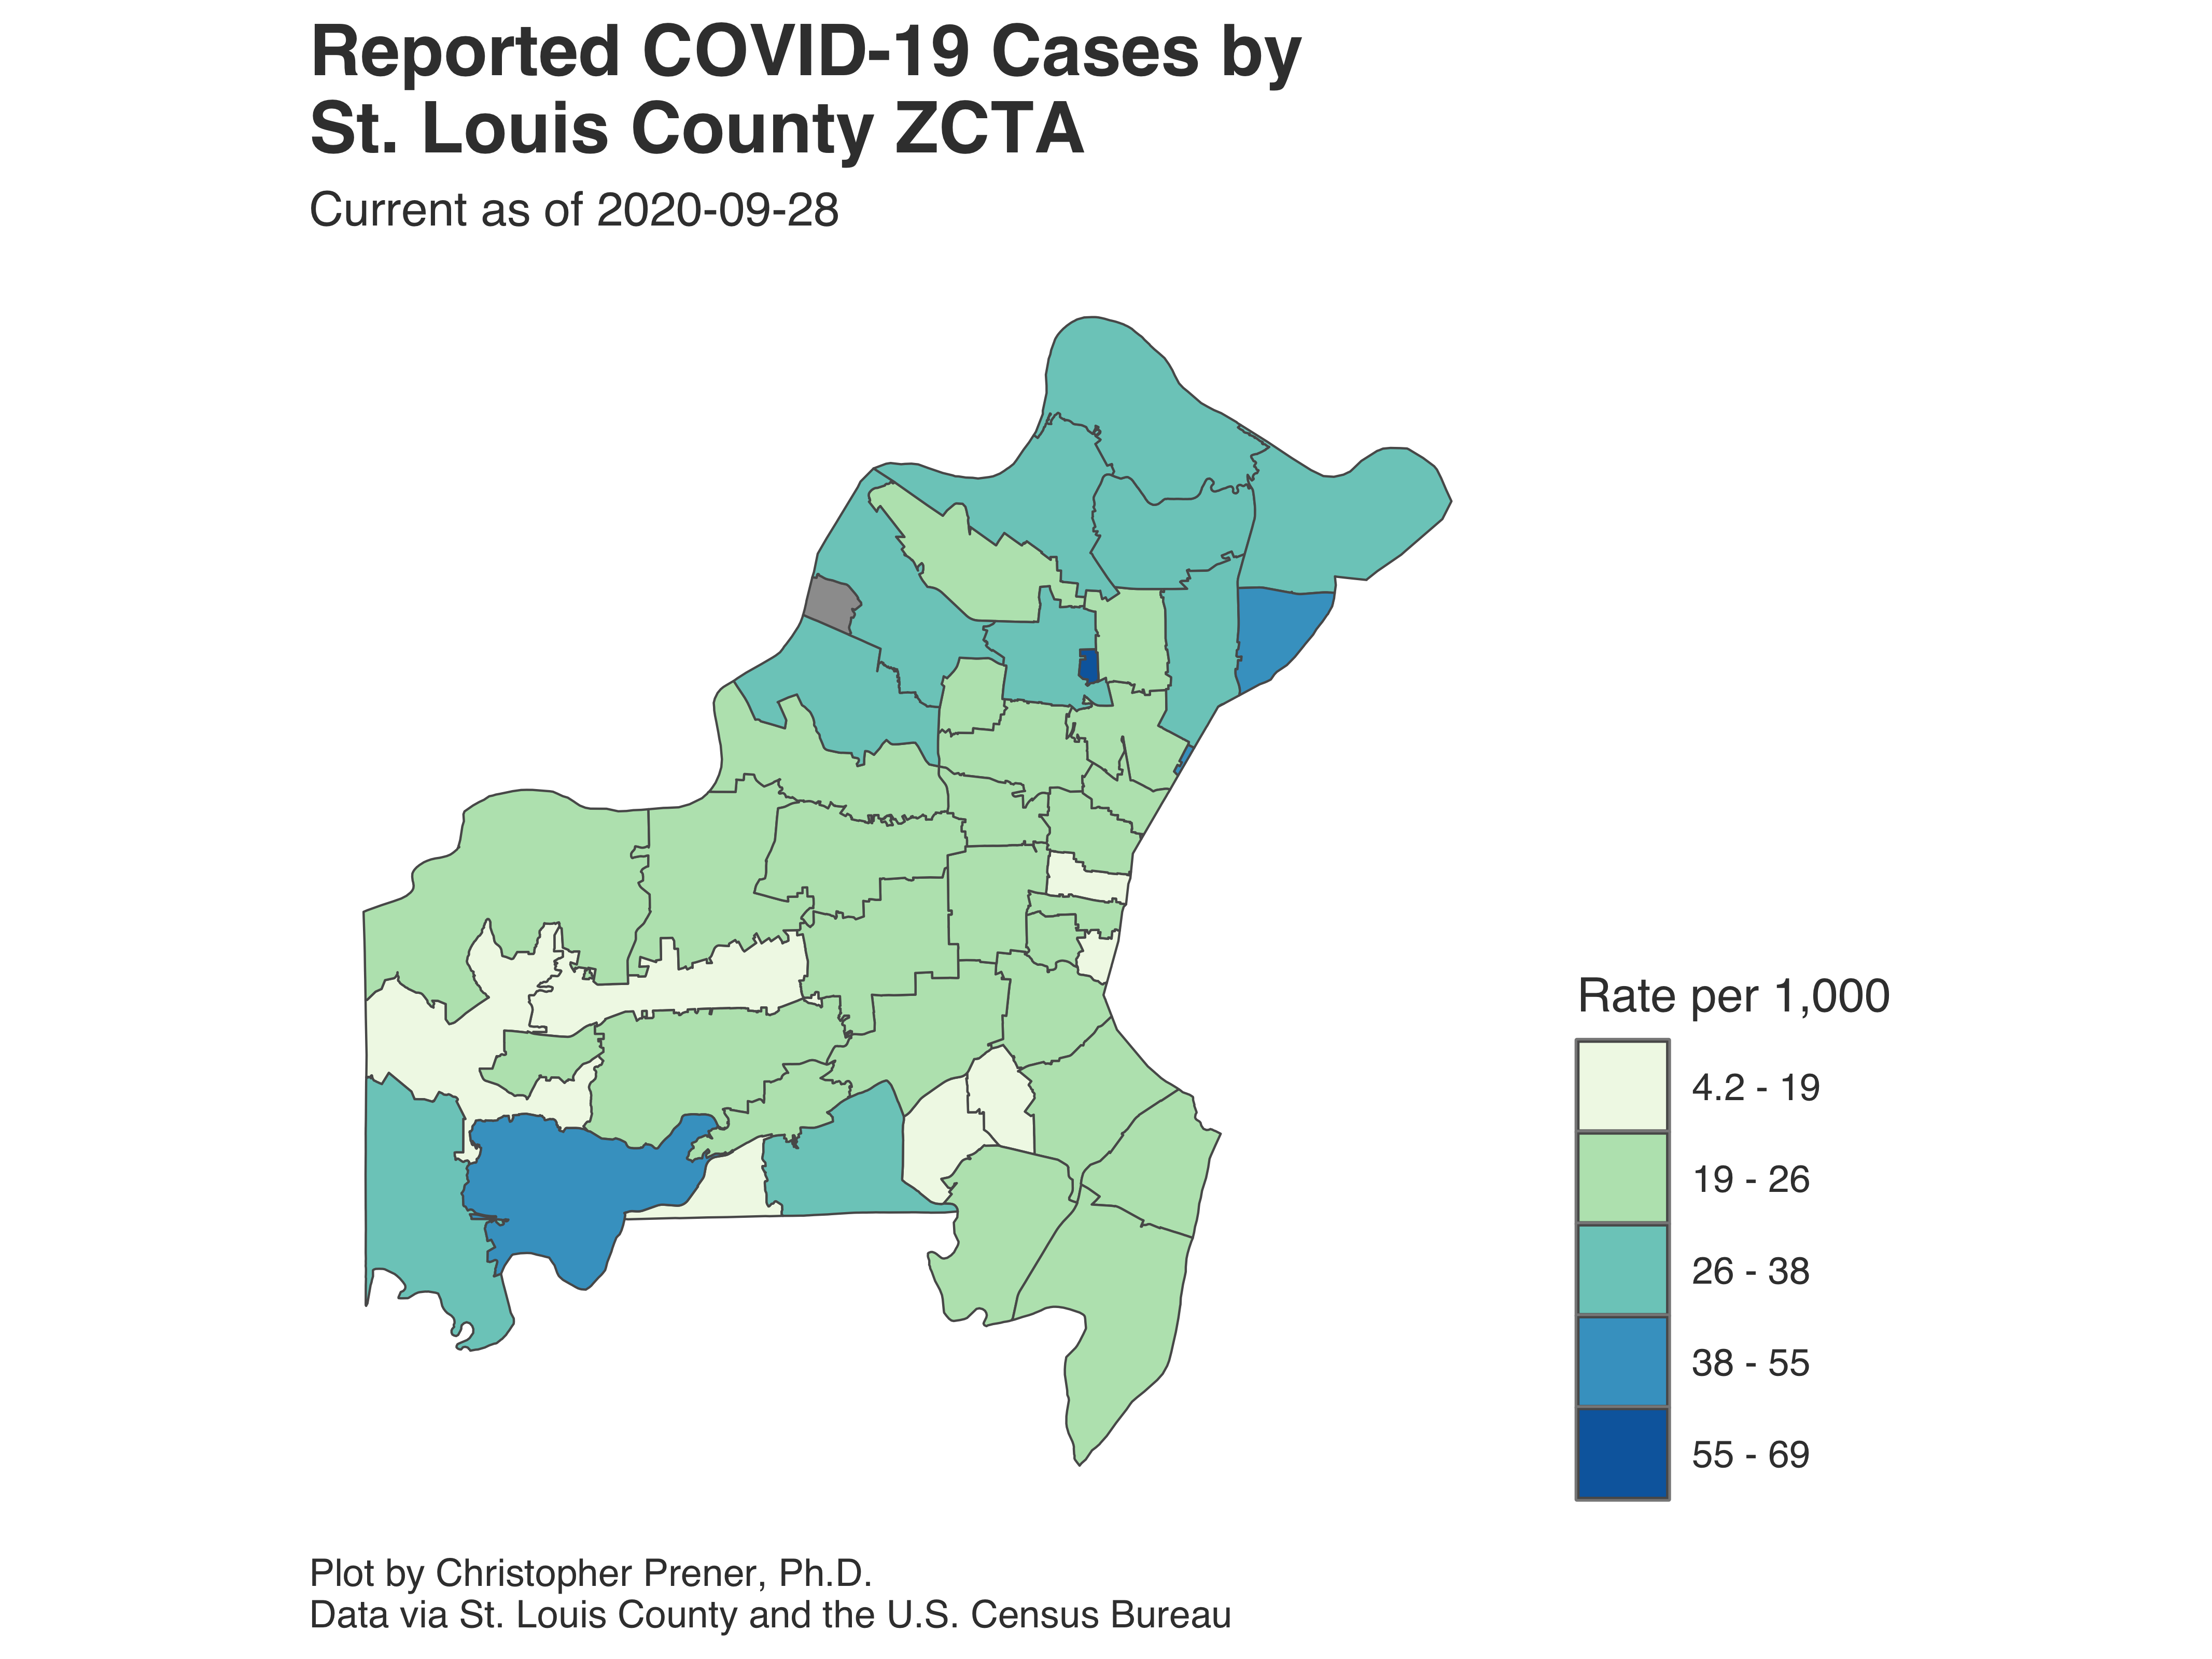 Reported COVID-19 Cases by
St. Louis County ZCTA
Current as of 2020-09-28
Rate per 1,000
4.2 - 19
19 - 26
26 - 38
38 - 55
55 - 69
Plot by Christopher Prener, Ph.D.
Data via St. Louis County and the U.S. Census Bureau